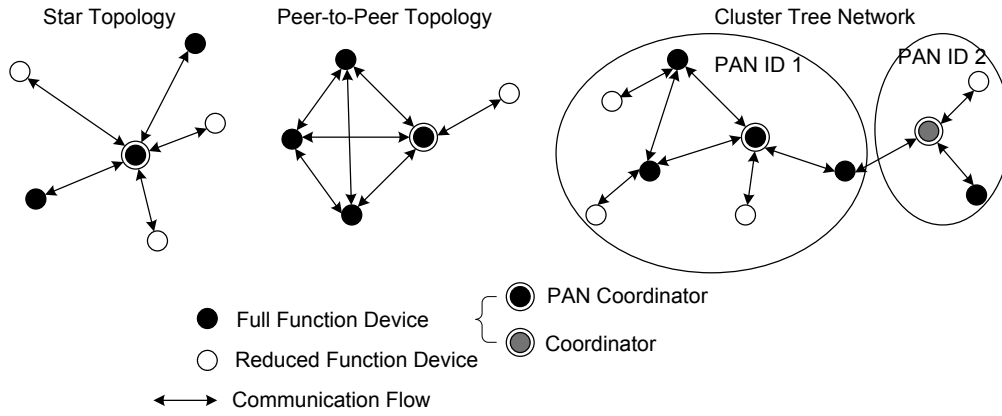 Star Topology
Peer-to-Peer Topology
Cluster Tree Network
PAN ID 1
PAN ID 2
Full Function Device
PAN Coordinator
Coordinator
Reduced Function Device
Communication Flow